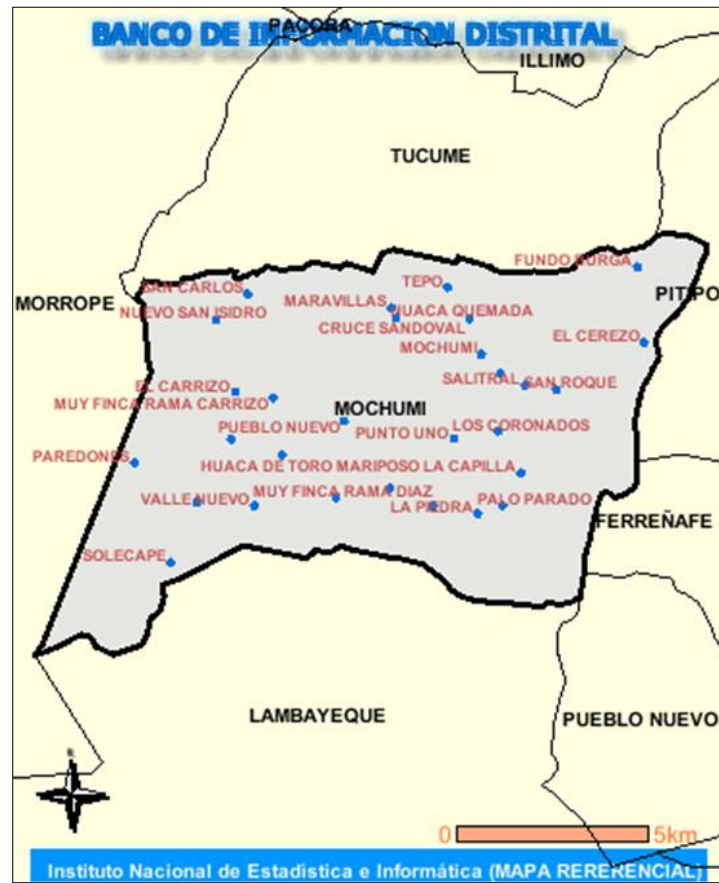 PACORA
BANCO DE INFORMACION DISTRITAL
ILLIMO
TUCUME
FUNDO BURGA
TEPO
SAN CARLOS
PITIPO
MORROPE
MARAVILLAS
NUEVO SAN ISIDRO
HUACA QUEMADA
CRUCE SANDOVAL
EL CEREZO
MOCHUMI
SALITRAL
SAN ROQUE
EL CARRIZO
MUY FINCA RAMA CARRIZO
MOCHUMI
PUEBLO NUEVO
PUNTO UNO
LOS CORONADOS
PAREDONES
HUACA DE TORO
MARIPOSO
LA CAPILLA
MUY FINCA RAMA DIAZ
VALLE NUEVO
LA PIEDRA
PALO PARADO
FERREÑAFE
SOLECAPE
LAMBAYEQUE
PUEBLO NUEVO
0 5km
Instituto Nacional de Estadística e Informática (MAPA RERERENCIAL)